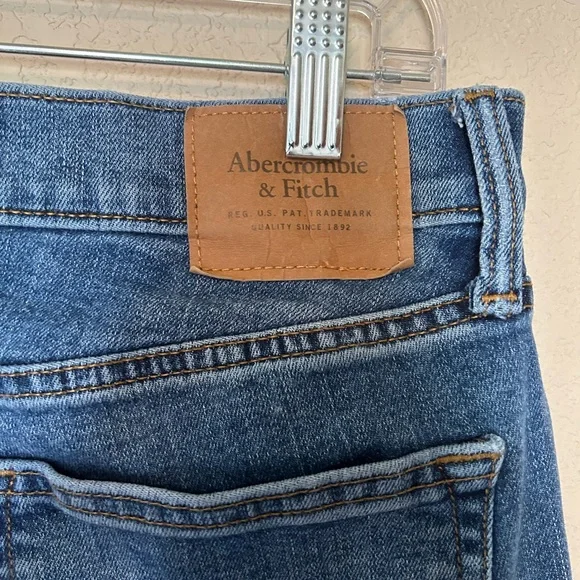 Abercrombie
& Fitch
REG. U.S. PAT. TRADEMARK
QUALITY SINCE 1892